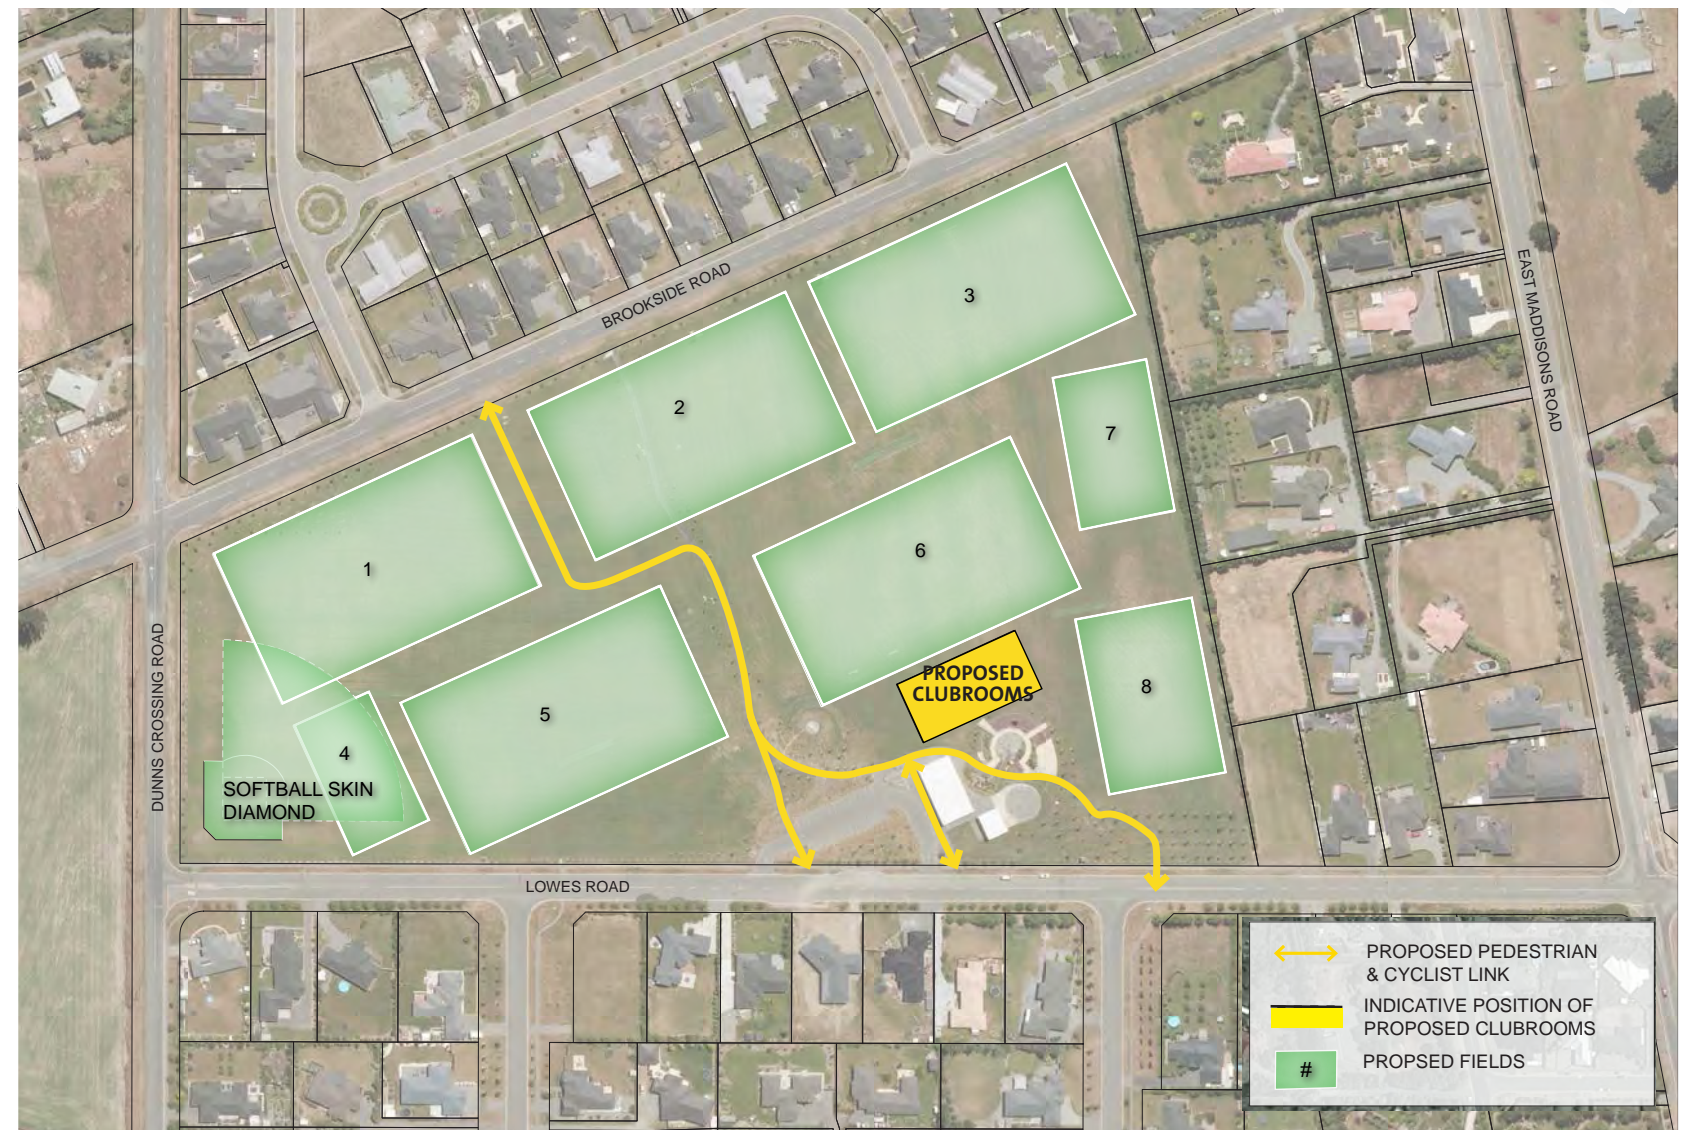 BROOKSIDE ROAD
EAST MADDISONS ROAD
3
2
7
6
1
PROPOSED
CLUBROOMS
8
5
4
SOFTBALL SKIN
DIAMOND
DUNNS CROSSING ROAD
LOWES ROAD
PROPOSED PEDESTRIAN
& CYCLIST LINK
INDICATIVE POSITION OF
PROPOSED CLUBROOMS
# PROPSED FIELDS